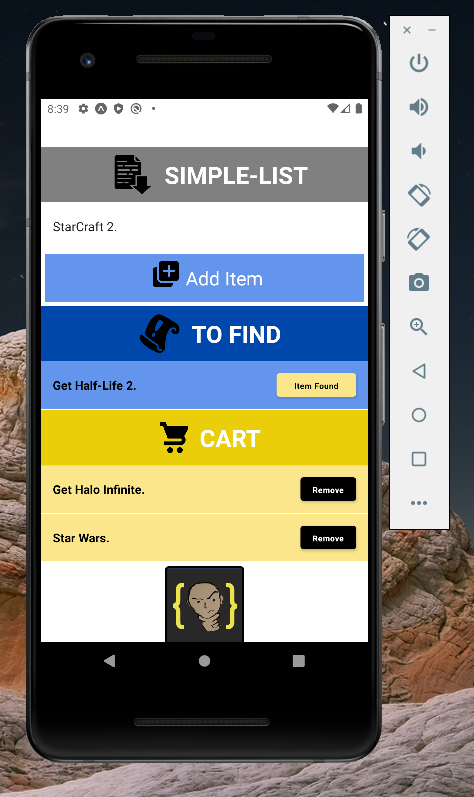 8:39
SIMPLE-LIST
StarCraft 2.
Add Item
TO FIND
Get Half-Life 2.
Item Found
CART
Get Halo Infinite.
Remove
Star Wars.
Remove
{ }